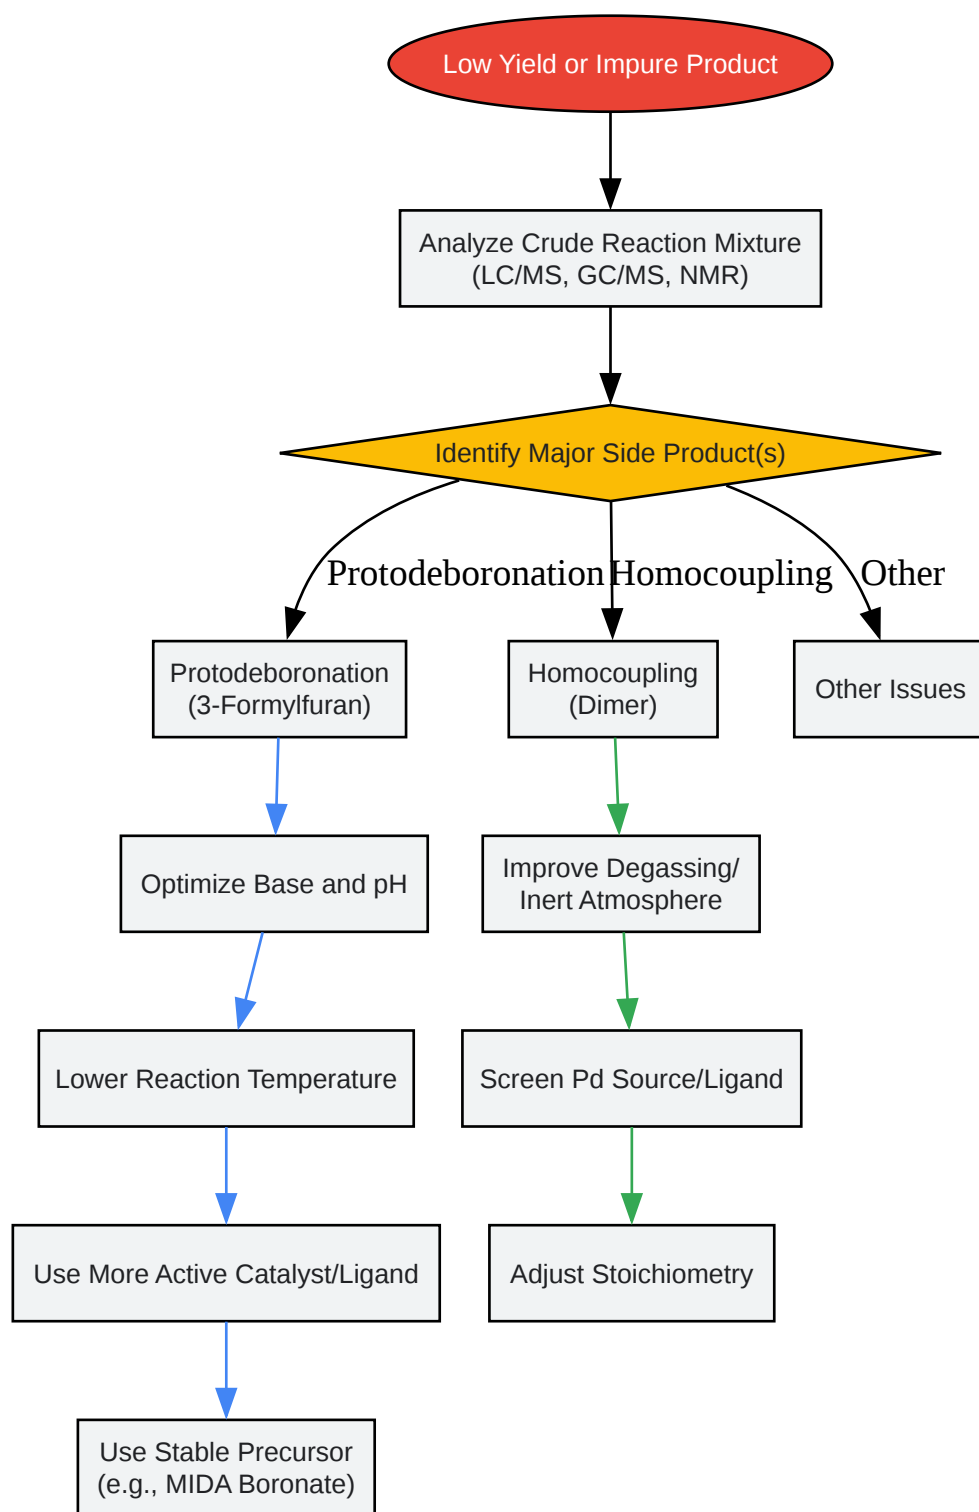 Low Yield or Impure Product
Analyze Crude Reaction Mixture
(LC/MS, GC/MS, NMR)
Identify Major Side Product(s)
Protodeboronation
Homocoupling
Other
Protodeboronation
(3-Formylfuran)
Homocoupling
(Dimer)
Other Issues
Optimize Base and pH
Improve Degassing/
Inert Atmosphere
Lower Reaction Temperature
Screen Pd Source/Ligand
Use More Active Catalyst/Ligand
Adjust Stoichiometry
Use Stable Precursor
(e.g., MIDA Boronate)